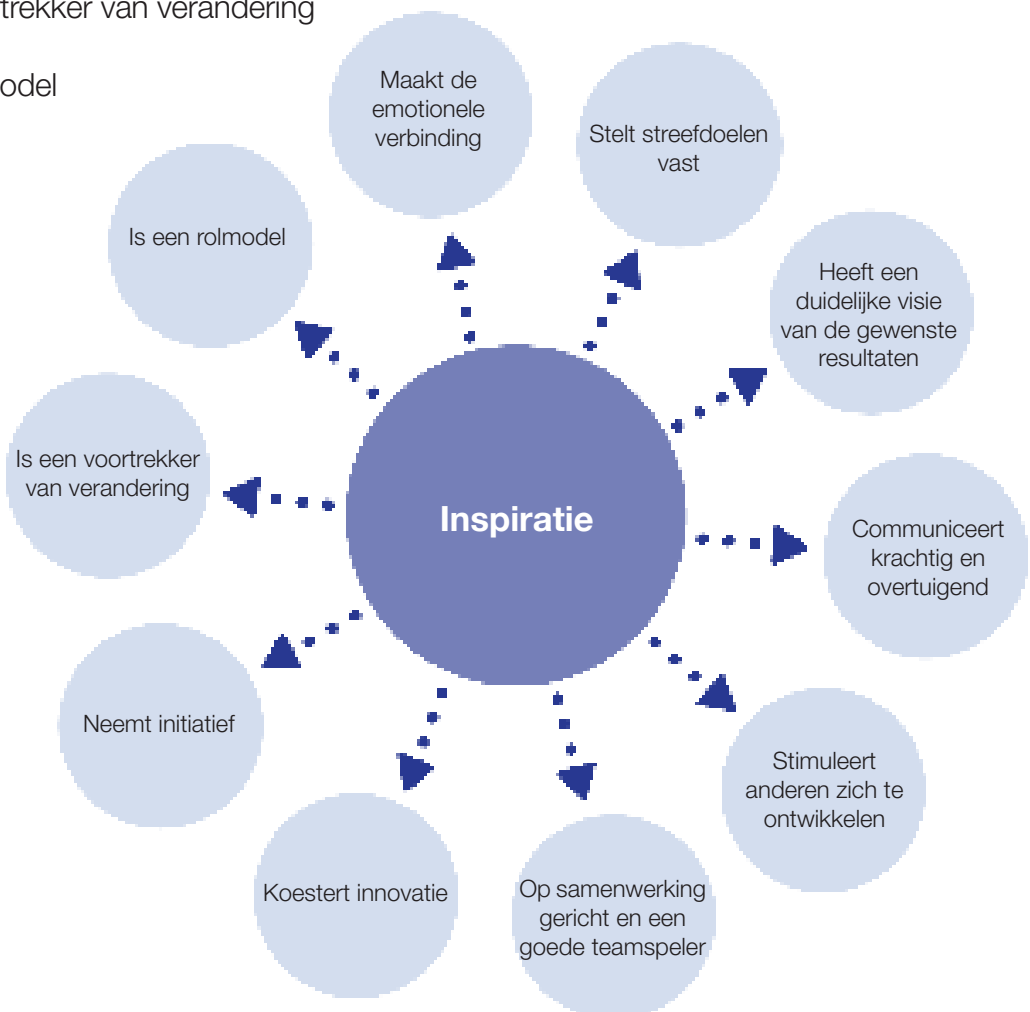 trekker van verandering
odel
Maakt de
emotionele
verbinding
Stelt streefdoelen
vast
Heeft een
duidelijke visie
van de gewenste
resultaten
Communiceert
krachtig en
overtuigend
Stimuleert
anderen zich te
ontwikkelen
Op samenwerking
gericht en een
goede teamspeler
Koestert innovatie
Neemt initiatief
Is een voortrekker
van verandering
Is een rolmodel
Inspiratie